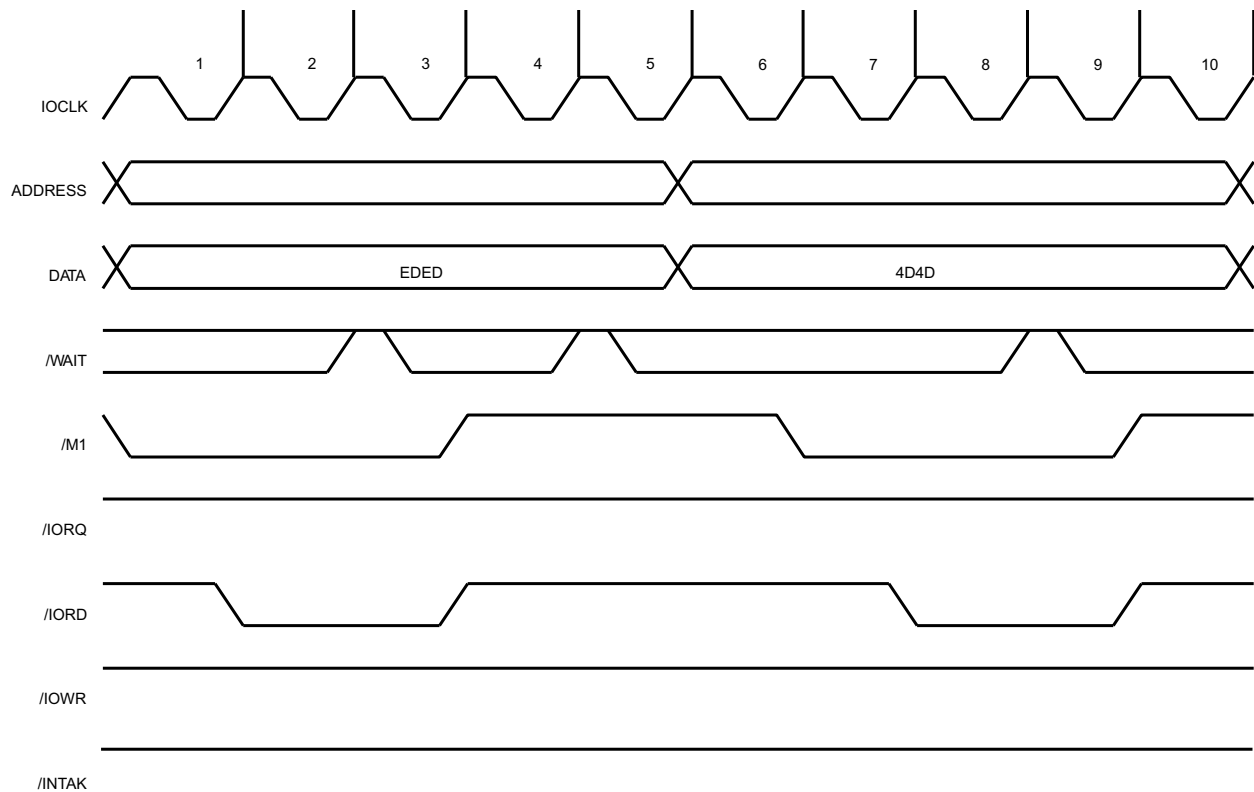 1 2 3 4 5 6 7 8 9 10
IOCLK
ADDRESS
DATA EDED 4D4D
/WAIT
/M1
/IORQ
/IORD
/IOWR
/INTAK